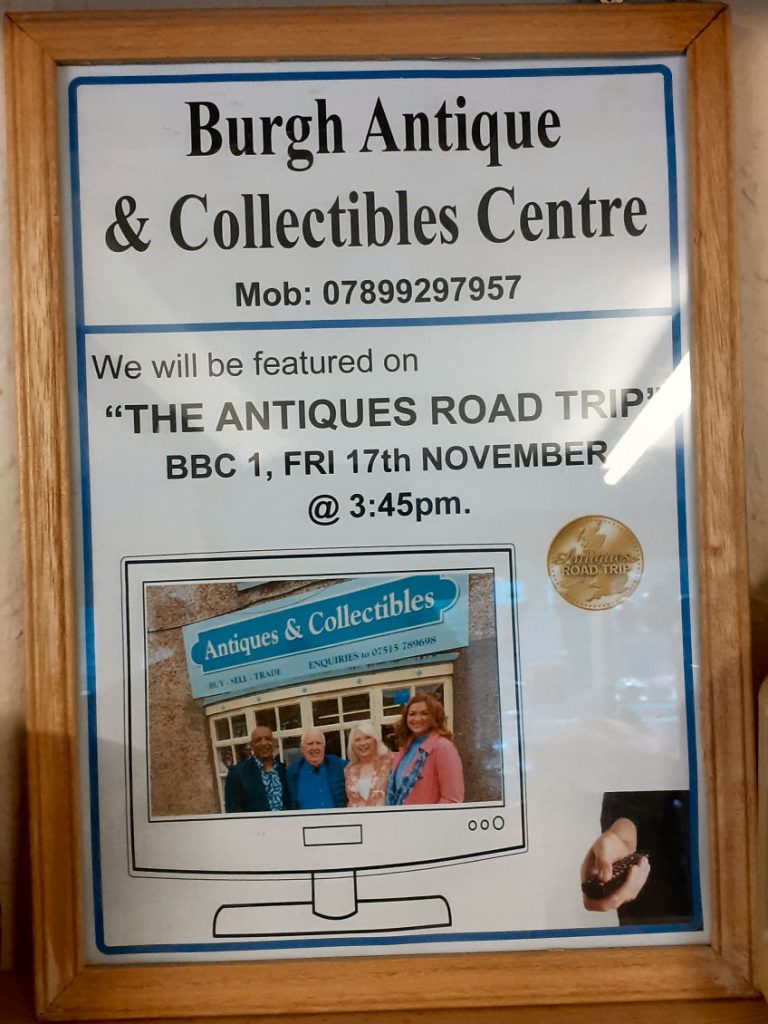 Burgh Antique
& Collectibles Centre
Mob: 07899297957
We will be featured on
“THE ANTIQUES ROAD TRIP”
BBC 1, FRI 17th NOVEMBER
@ 3:45pm.
Antiques
ROAD TRIP
Antiques & Collectibles
BUY - SELL - TRADE ENQUIRIES to 07515 789698